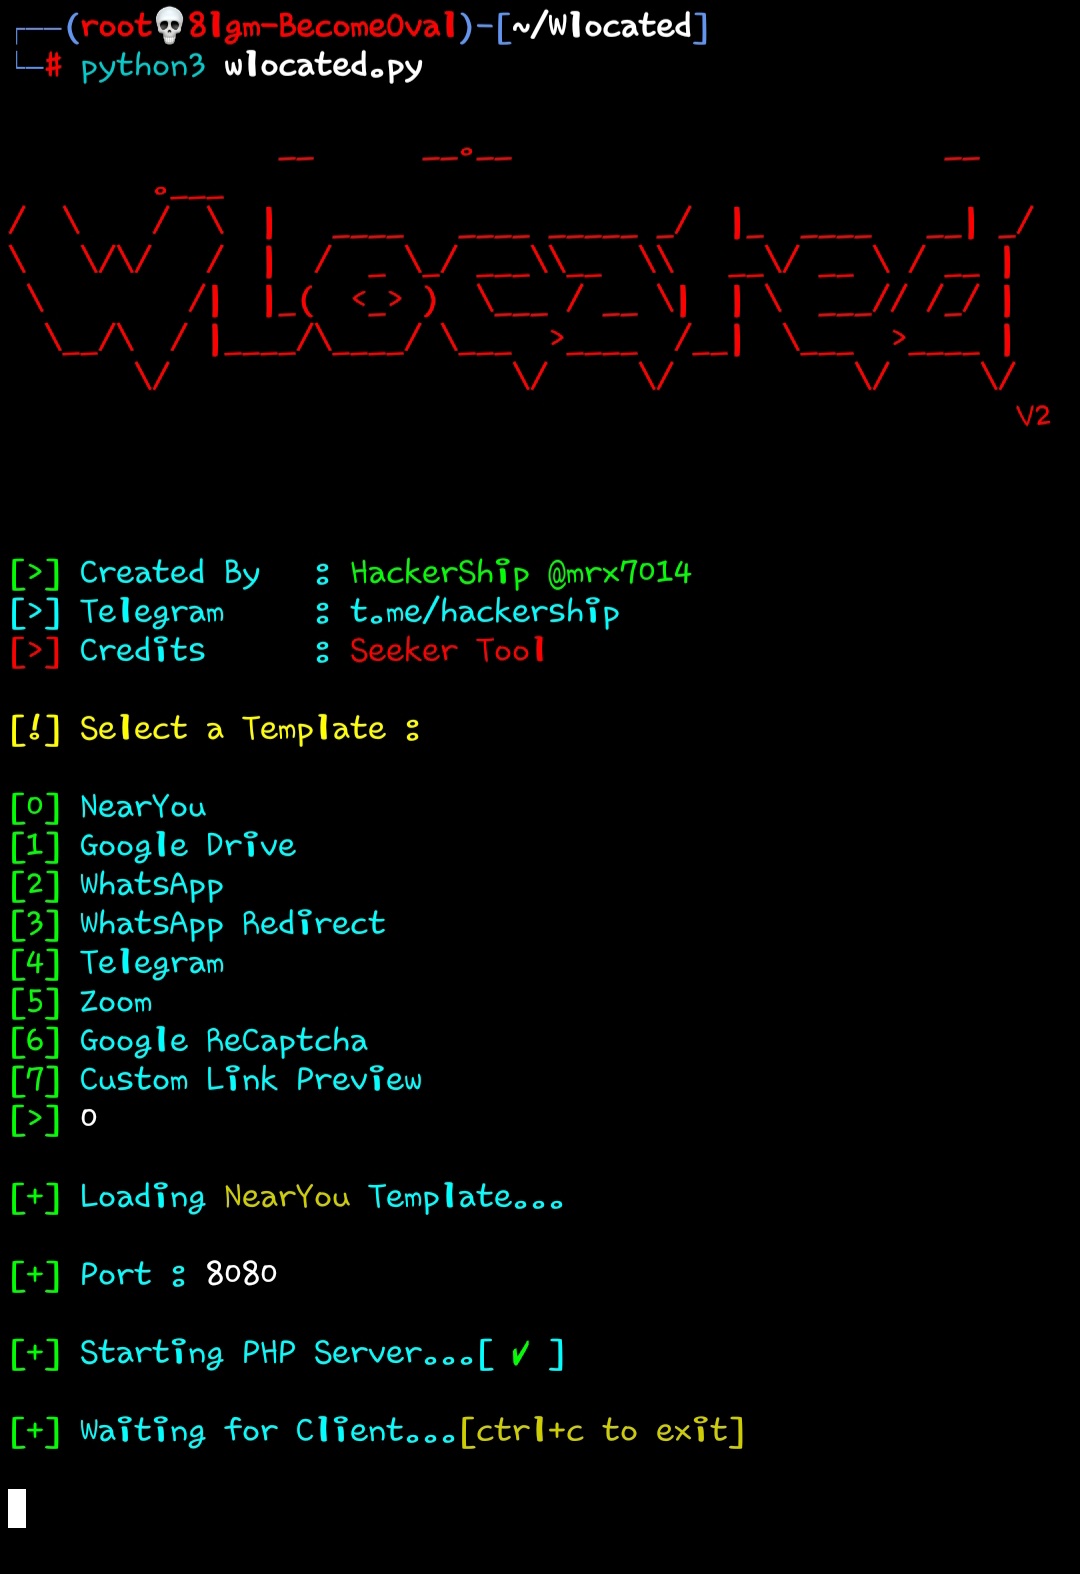 ┌──(root💀8lgm-BecomeOval)-[~/Wlocated]
└─# python3 wlocated.py
WLocated
V2
[>] Created By : HackerShip @mrx7014
[>] Telegram : t.me/hackership
[>] Credits : Seeker Tool
[!] Select a Template :
[0] NearYou
[1] Google Drive
[2] WhatsApp
[3] WhatsApp Redirect
[4] Telegram
[5] Zoom
[6] Google ReCaptcha
[7] Custom Link Preview
[>] 0
[+] Loading NearYou Template...
[+] Port : 8080
[+] Starting PHP Server...[ ✔ ]
[+] Waiting for Client...[ctrl+c to exit]